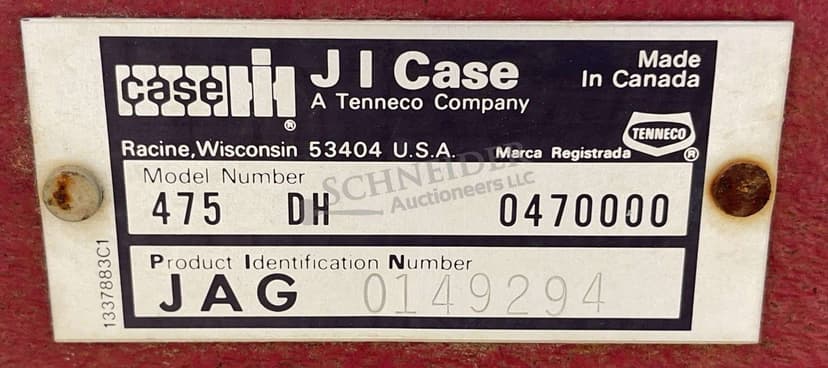 case IH ®
J I Case
A Tenneco Company
Made
In Canada
TENNECO ®
Racine, Wisconsin 53404 U.S.A. Marca Registrada
Model Number
475 DH 0470000
SCHNEIDER
Auctioneers LLC
Product Identification Number
JAG 0149294
1337883C1